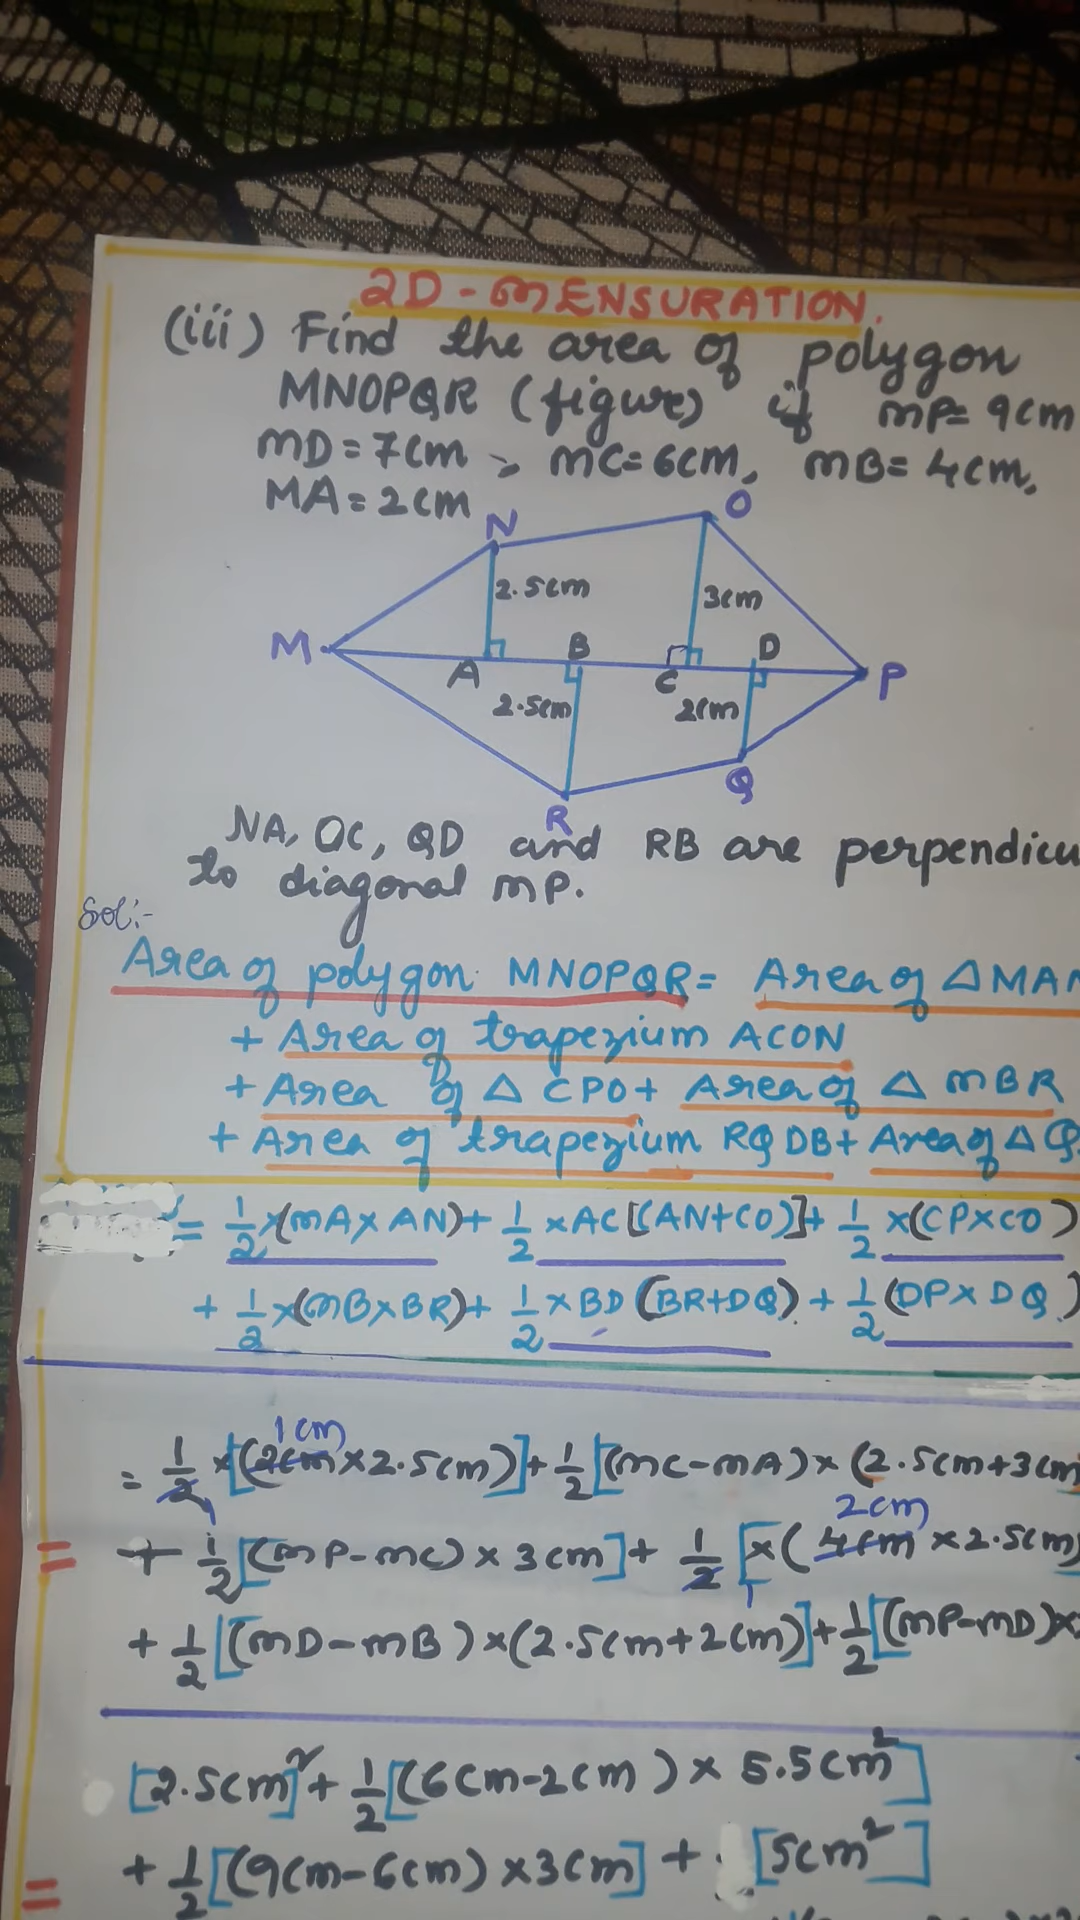 2D-MENSURATION.
(iii) Find the area of polygon
MNOPQR (figure) if MP= 9cm
MD = 7cm, MC= 6cm, MB= 4cm,
MA = 2cm
N O
2.5cm 3cm
M A B C D P
2.5cm 2cm
Q
R
NA, OC, QD and RB are perpendicu
to diagonal MP.
Sol:-
Area of polygon MNOPQR= Area of △MAN
+ Area of trapezium ACON
+ Area of △ CPO+ Area of △ MBR
+ Area of trapezium RQDB+ Area of △ Q
= 1/2 ×(MA×AN)+ 1/2 ×AC[(AN+CO)]+ 1/2 ×(CP×CO)
+ 1/2 ×(MB×BR)+ 1/2 ×BD (BR+DQ) + 1/2 (DP×DQ)
1cm
= 1/2 ×[(2cm×2.5cm)]+ 1/2 [(MC-MA)× (2.5cm+3cm
1 2cm
= + 1/2 [(MP-MC) × 3cm]+ 1/2 [×(4cm ×2.5cm)
1
+ 1/2 [(MD-MB)×(2.5cm+2cm)]+ 1/2 [(MP-MD)×
[2.5cm]² + 1/2 [(6cm-2cm) × 5.5cm²]
= + 1/2 [(9cm-6cm) ×3cm] + [5cm²]